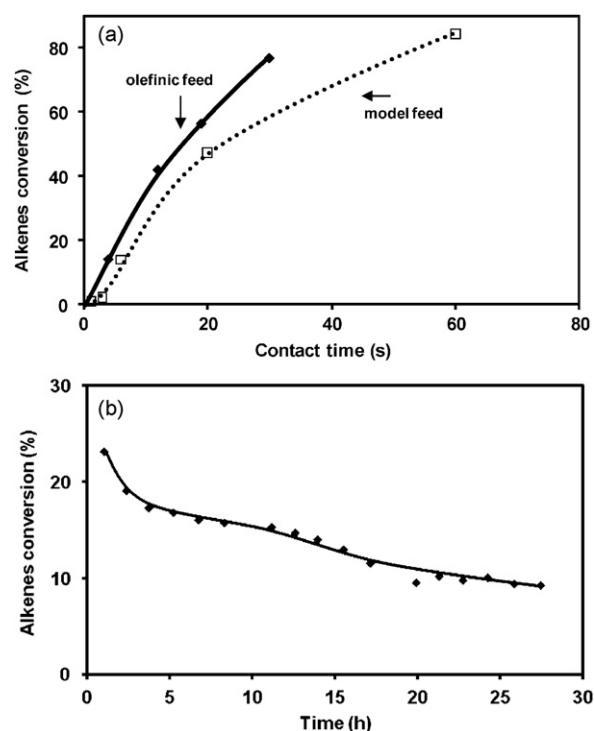 (a)
80
60
40
20
0
Alkenes conversion (%)
olefinic feed
model feed
0 20 40 60 80
Contact time (s)
(b)
30
20
10
0
Alkenes conversion (%)
0 5 10 15 20 25 30
Time (h)